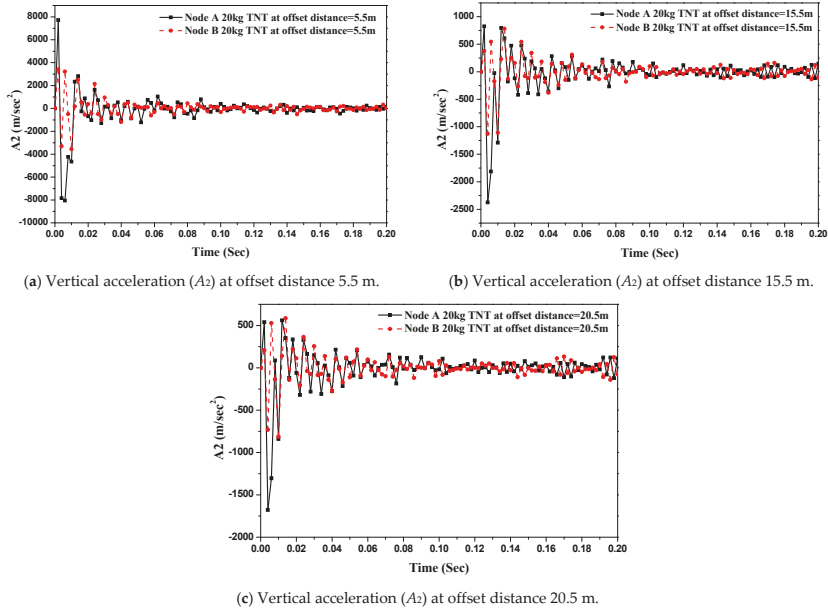 Node A 20kg TNT at offset distance=5.5m
Node B 20kg TNT at offset distance=5.5m
8000
6000
4000
2000
0
-2000
-4000
-6000
-8000
-10000
A2 (m/sec²)
0.00 0.02 0.04 0.06 0.08 0.10 0.12 0.14 0.16 0.18 0.20
Time (Sec)
(a) Vertical acceleration (A2) at offset distance 5.5 m.
Node A 20kg TNT at offset distance=15.5m
Node B 20kg TNT at offset distance=15.5m
1000
500
0
-500
-1000
-1500
-2000
-2500
A2 (m/sec²)
0.00 0.02 0.04 0.06 0.08 0.10 0.12 0.14 0.16 0.18 0.20
Time (Sec)
(b) Vertical acceleration (A2) at offset distance 15.5 m.
Node A 20kg TNT at offset distance=20.5m
Node B 20kg TNT at offset distance=20.5m
500
0
-500
-1000
-1500
-2000
A2 (m/sec²)
0.00 0.02 0.04 0.06 0.08 0.10 0.12 0.14 0.16 0.18 0.20
Time (Sec)
(c) Vertical acceleration (A2) at offset distance 20.5 m.